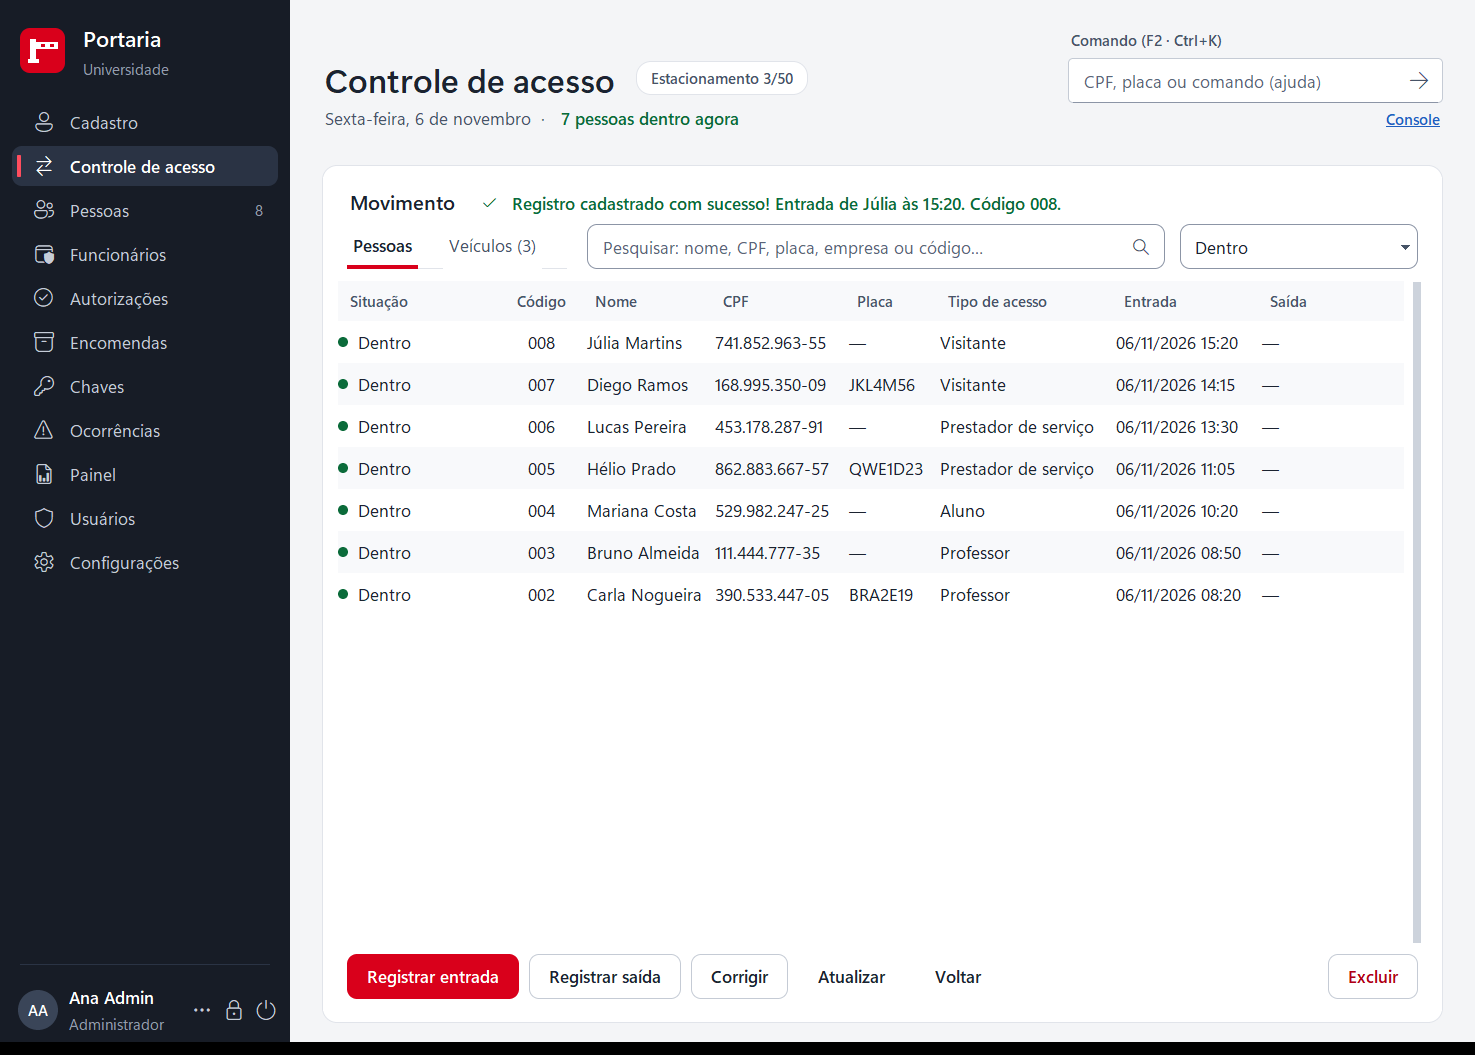 Portaria
Universidade
Cadastro
Controle de acesso
Pessoas 8
Funcionários
Autorizações
Encomendas
Chaves
Ocorrências
Painel
Usuários
Configurações
AA
Ana Admin
Administrador
Controle de acesso
Estacionamento 3/50
Sexta-feira, 6 de novembro · 7 pessoas dentro agora
Comando (F2 · Ctrl+K)
CPF, placa ou comando (ajuda)
Console
Movimento
Registro cadastrado com sucesso! Entrada de Júlia às 15:20. Código 008.
Pessoas Veículos (3)
Pesquisar: nome, CPF, placa, empresa ou código...
Dentro
Situação Código Nome CPF Placa Tipo de acesso Entrada Saída
Dentro 008 Júlia Martins 741.852.963-55 — Visitante 06/11/2026 15:20 —
Dentro 007 Diego Ramos 168.995.350-09 JKL4M56 Visitante 06/11/2026 14:15 —
Dentro 006 Lucas Pereira 453.178.287-91 — Prestador de serviço 06/11/2026 13:30 —
Dentro 005 Hélio Prado 862.883.667-57 QWE1D23 Prestador de serviço 06/11/2026 11:05 —
Dentro 004 Mariana Costa 529.982.247-25 — Aluno 06/11/2026 10:20 —
Dentro 003 Bruno Almeida 111.444.777-35 — Professor 06/11/2026 08:50 —
Dentro 002 Carla Nogueira 390.533.447-05 BRA2E19 Professor 06/11/2026 08:20 —
Registrar entrada Registrar saída Corrigir Atualizar Voltar Excluir